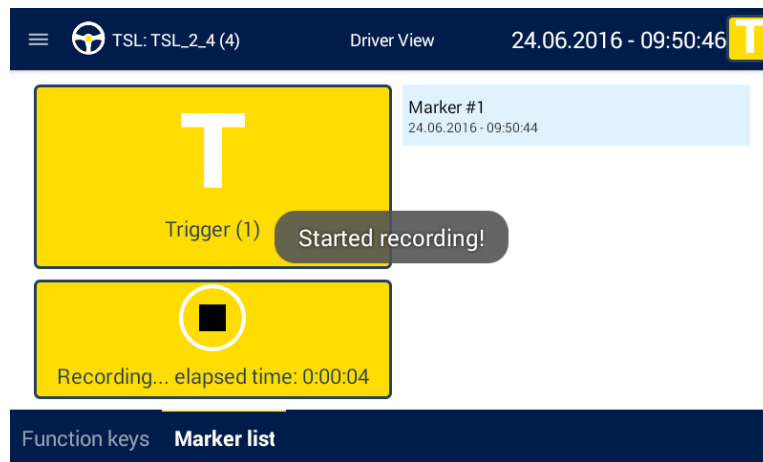 TSL: TSL_2_4 (4)
Driver View
24.06.2016 - 09:50:46
T
T
Trigger (1)
Marker #1
24.06.2016 - 09:50:44
Started recording!
Recording... elapsed time: 0:00:04
Function keys
Marker list